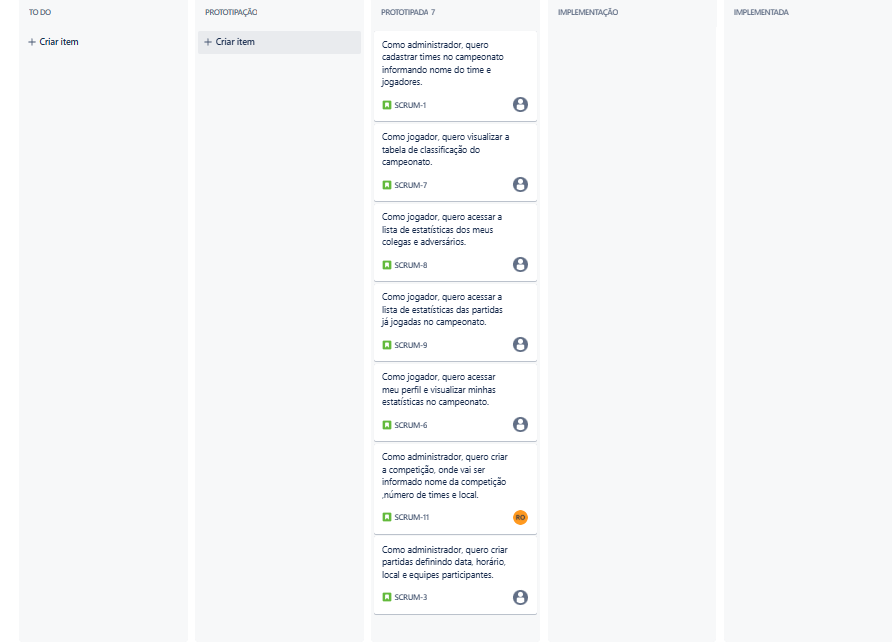 TO DO
+ Criar item
PROTOTIPAÇÃO
+ Criar item
PROTOTIPADA 7
Como administrador, quero
cadastrar times no campeonato
informando nome do time e
jogadores.
SCRUM-1
Como jogador, quero visualizar a
tabela de classificação do
campeonato.
SCRUM-7
Como jogador, quero acessar a
lista de estatísticas dos meus
colegas e adversários.
SCRUM-8
Como jogador, quero acessar a
lista de estatísticas das partidas
já jogadas no campeonato.
SCRUM-9
Como jogador, quero acessar
meu perfil e visualizar minhas
estatísticas no campeonato.
SCRUM-6
Como administrador, quero criar
a competição, onde vai ser
informado nome da competição
,número de times e local.
SCRUM-11
RO
Como administrador, quero criar
partidas definindo data, horário,
local e equipes participantes.
SCRUM-3
IMPLEMENTAÇÃO
IMPLEMENTADA